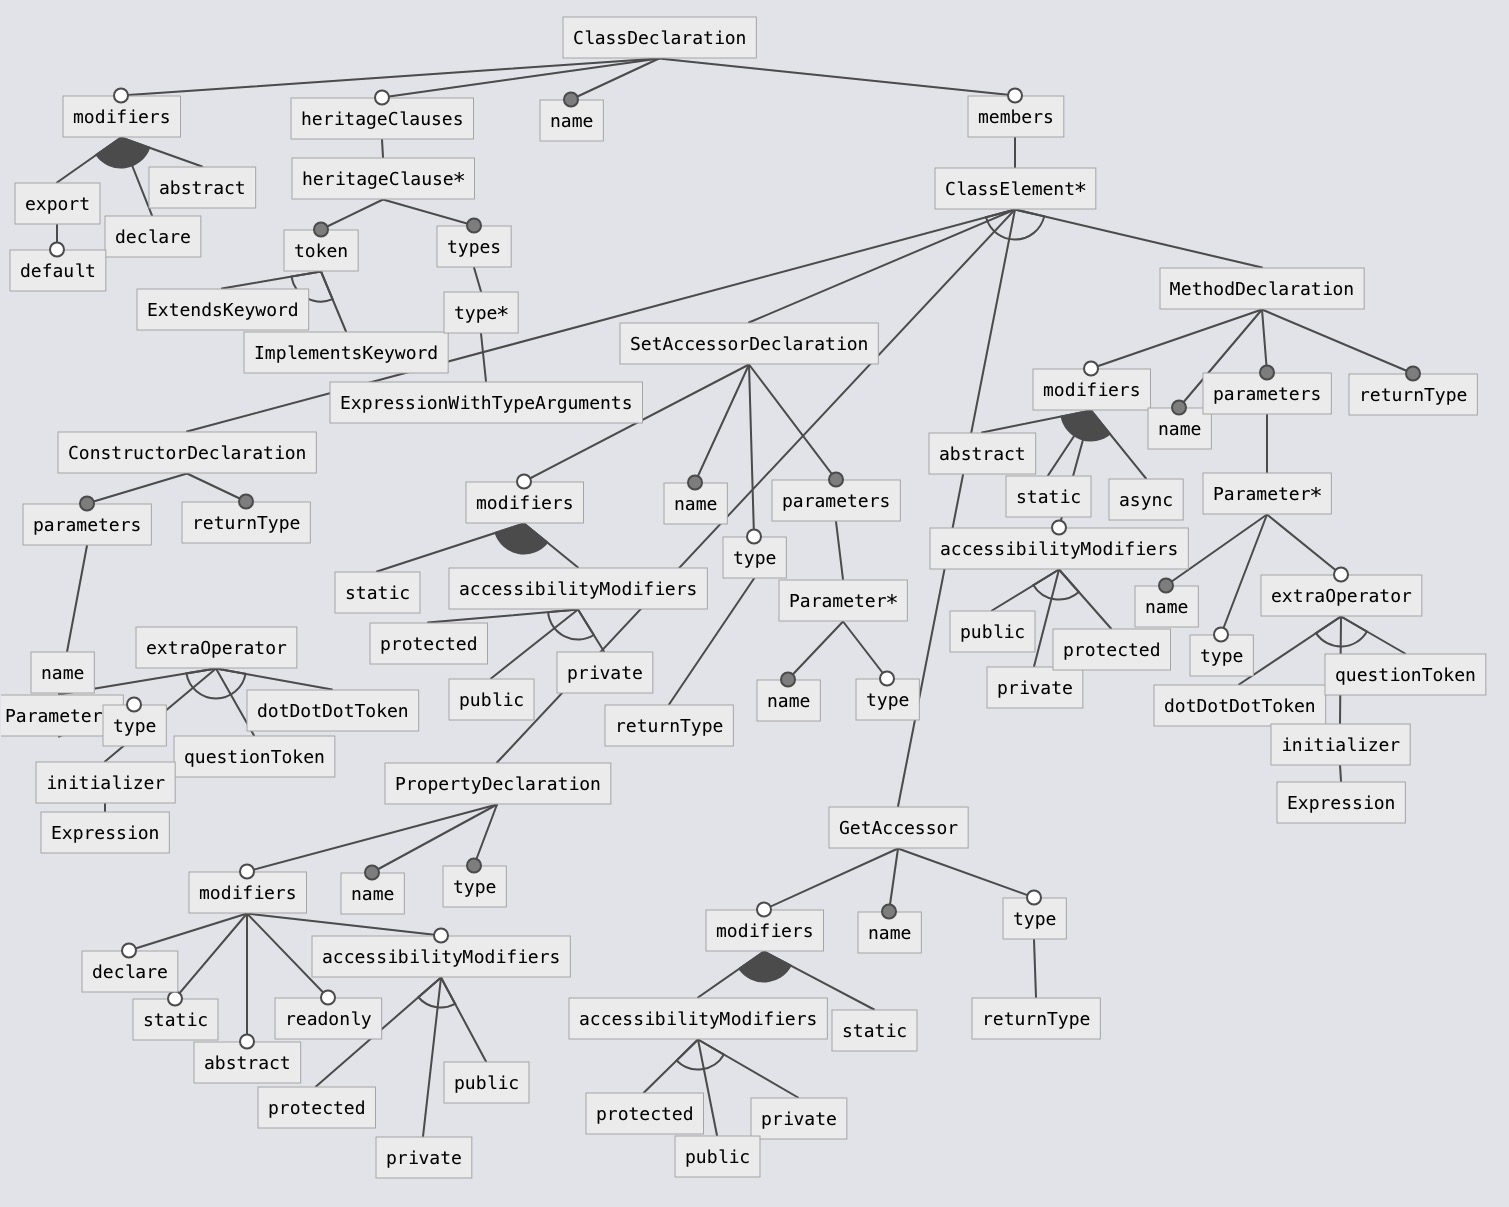 ClassDeclaration
modifiers
heritageClauses
name
members
export
abstract
declare
default
heritageClause*
token
types
ExtendsKeyword
ImplementsKeyword
type*
ExpressionWithTypeArguments
ClassElement*
ConstructorDeclaration
parameters
returnType
name
extraOperator
Parameter
type
dotDotDotToken
questionToken
initializer
Expression
SetAccessorDeclaration
modifiers
name
type
parameters
static
accessibilityModifiers
protected
public
private
returnType
Parameter*
name
type
PropertyDeclaration
modifiers
name
type
declare
static
abstract
readonly
accessibilityModifiers
protected
private
public
GetAccessor
modifiers
name
type
accessibilityModifiers
static
returnType
protected
public
private
MethodDeclaration
modifiers
name
parameters
returnType
abstract
static
async
accessibilityModifiers
public
private
protected
Parameter*
name
type
extraOperator
dotDotDotToken
questionToken
initializer
Expression